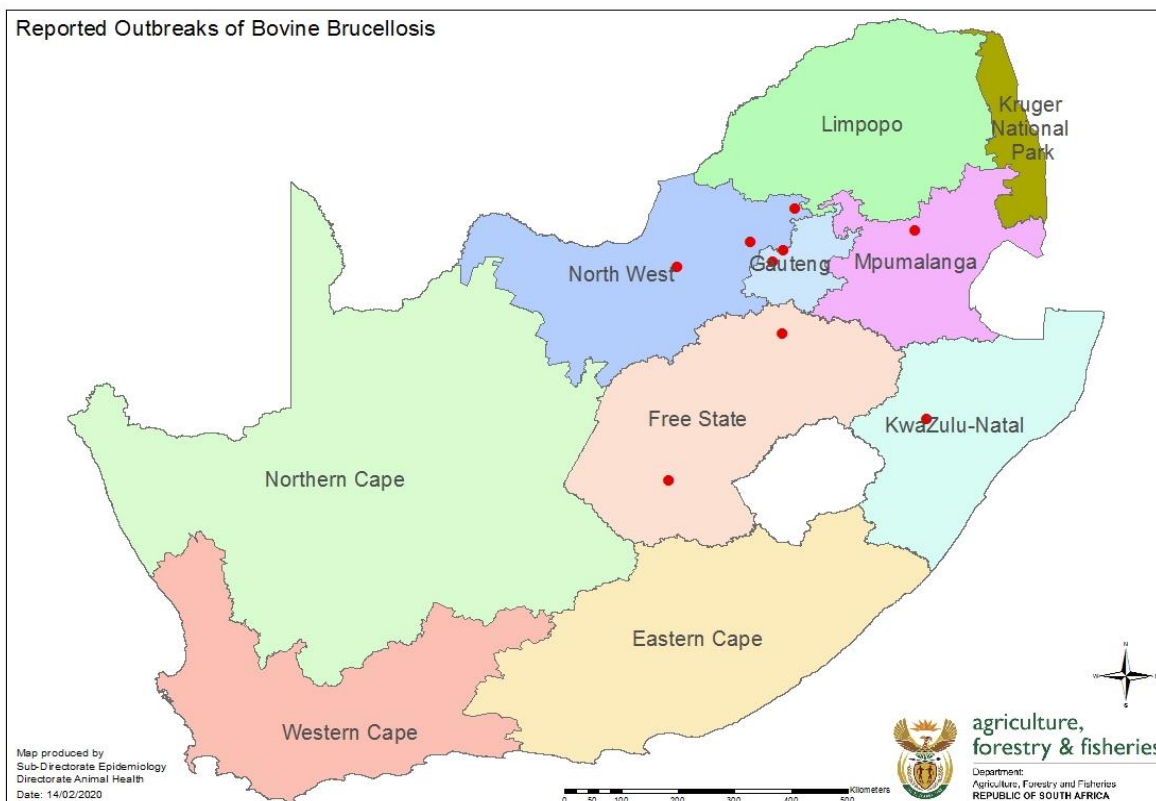 Reported Outbreaks of Bovine Brucellosis
Limpopo
Kruger
National
Park
North West
Gauteng
Mpumalanga
Free State
KwaZulu-Natal
Northern Cape
Eastern Cape
Western Cape
N
W
S
Map produced by
Sub-Directorate Epidemiology
Directorate Animal Health
Date: 14/02/2020
0 50 100 200 300 400 500
Kilometers
agriculture,
forestry & fisheries
Department:
Agriculture, Forestry and Fisheries
REPUBLIC OF SOUTH AFRICA